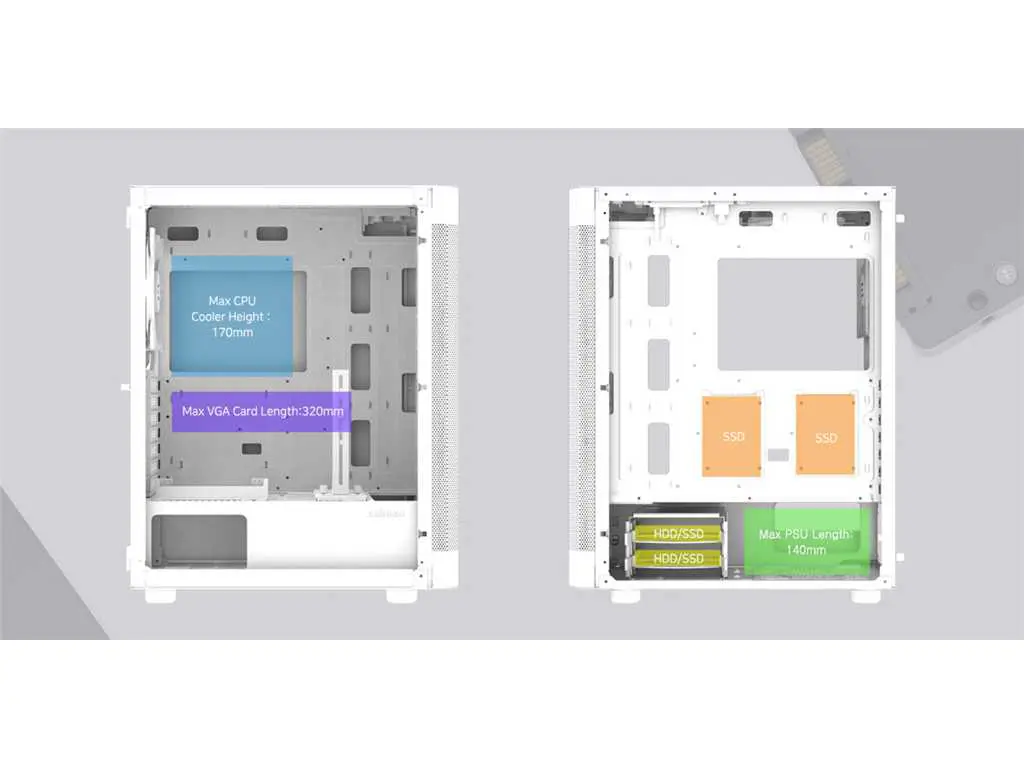 Max CPU
Cooler Height :
170mm
Max VGA Card Length:320mm
SSD
SSD
HDD/SSD
HDD/SSD
Max PSU Length:
140mm